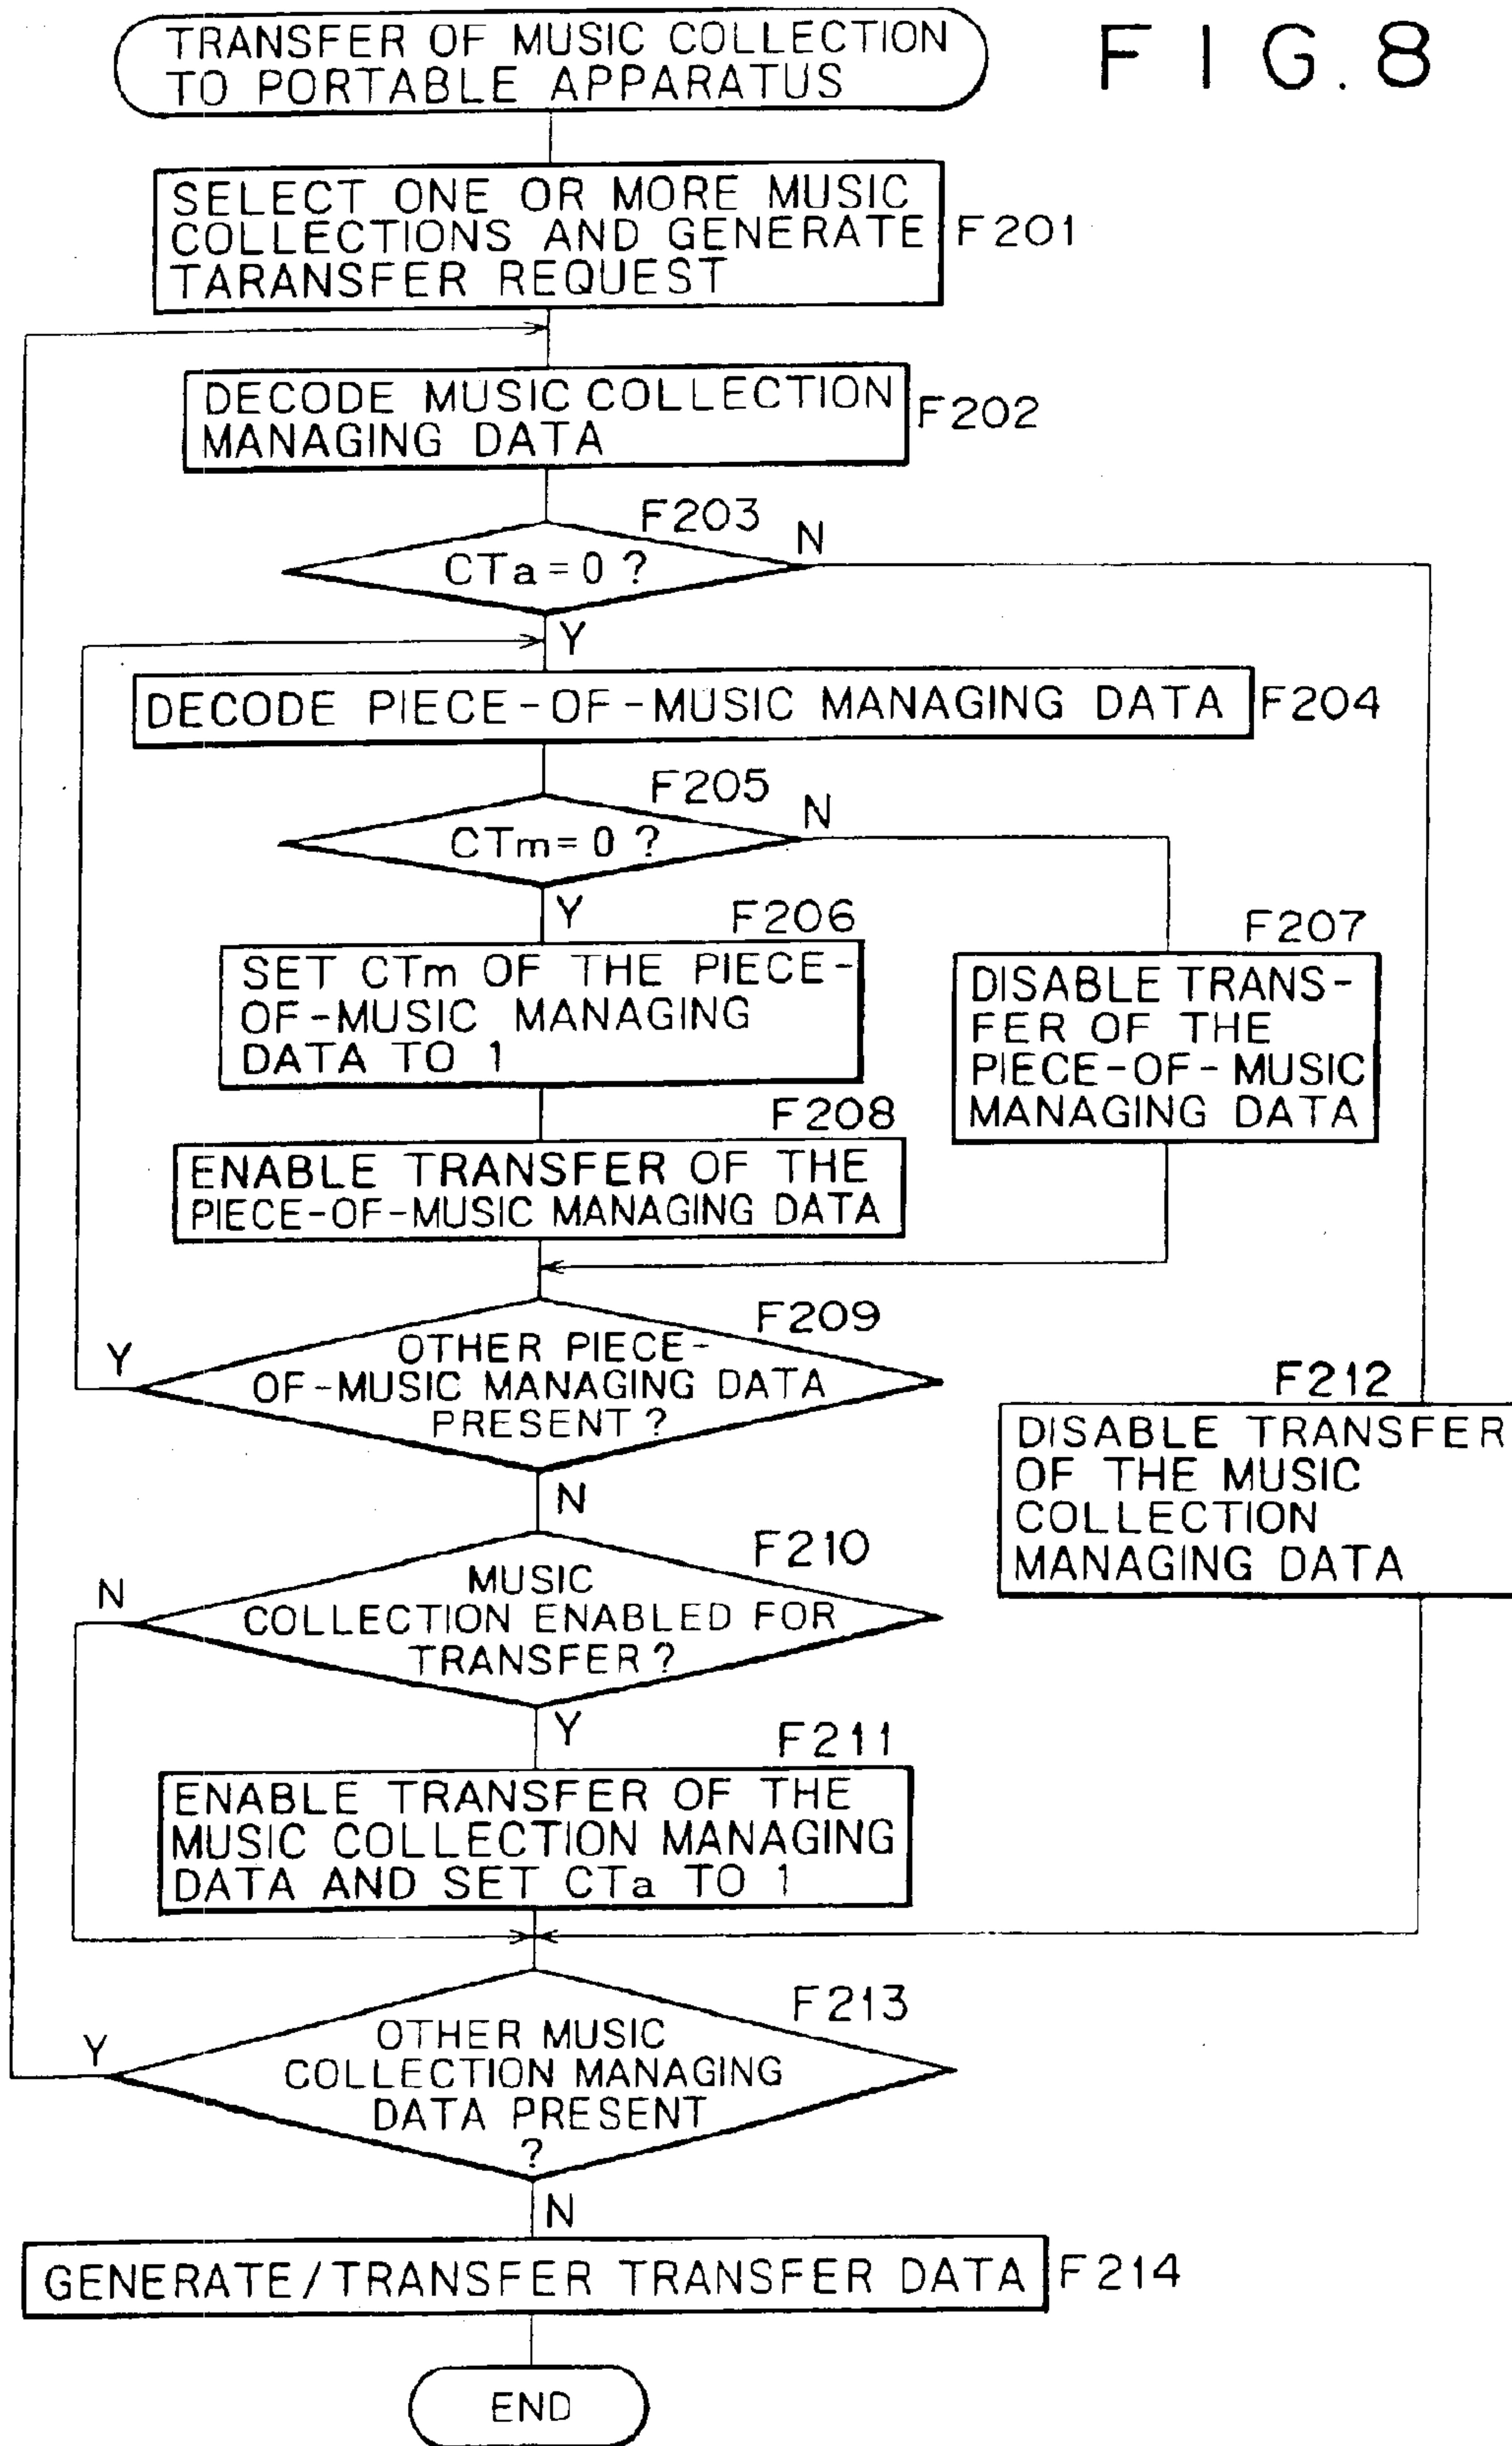 TRANSFER OF MUSIC COLLECTION
TO PORTABLE APPARATUS
FIG.8
SELECT ONE OR MORE MUSIC
COLLECTIONS AND GENERATE
TARANSFER REQUEST
F201
DECODE MUSIC COLLECTION
MANAGING DATA
F202
F203
CTa=0?
N
Y
DECODE PIECE-OF-MUSIC MANAGING DATA
F204
F205
CTm=0?
N
Y
F206
SET CTm OF THE PIECE-
OF-MUSIC MANAGING
DATA TO 1
F207
DISABLE TRANS-
FER OF THE
PIECE-OF-MUSIC
MANAGING DATA
F208
ENABLE TRANSFER OF THE
PIECE-OF-MUSIC MANAGING DATA
F209
OTHER PIECE-
OF-MUSIC MANAGING DATA
PRESENT?
Y
N
F212
DISABLE TRANSFER
OF THE MUSIC
COLLECTION
MANAGING DATA
F210
MUSIC
COLLECTION ENABLED FOR
TRANSFER?
N
Y
F211
ENABLE TRANSFER OF THE
MUSIC COLLECTION MANAGING
DATA AND SET CTa TO 1
F213
OTHER MUSIC
COLLECTION MANAGING
DATA PRESENT
?
Y
N
GENERATE/TRANSFER TRANSFER DATA
F214
END